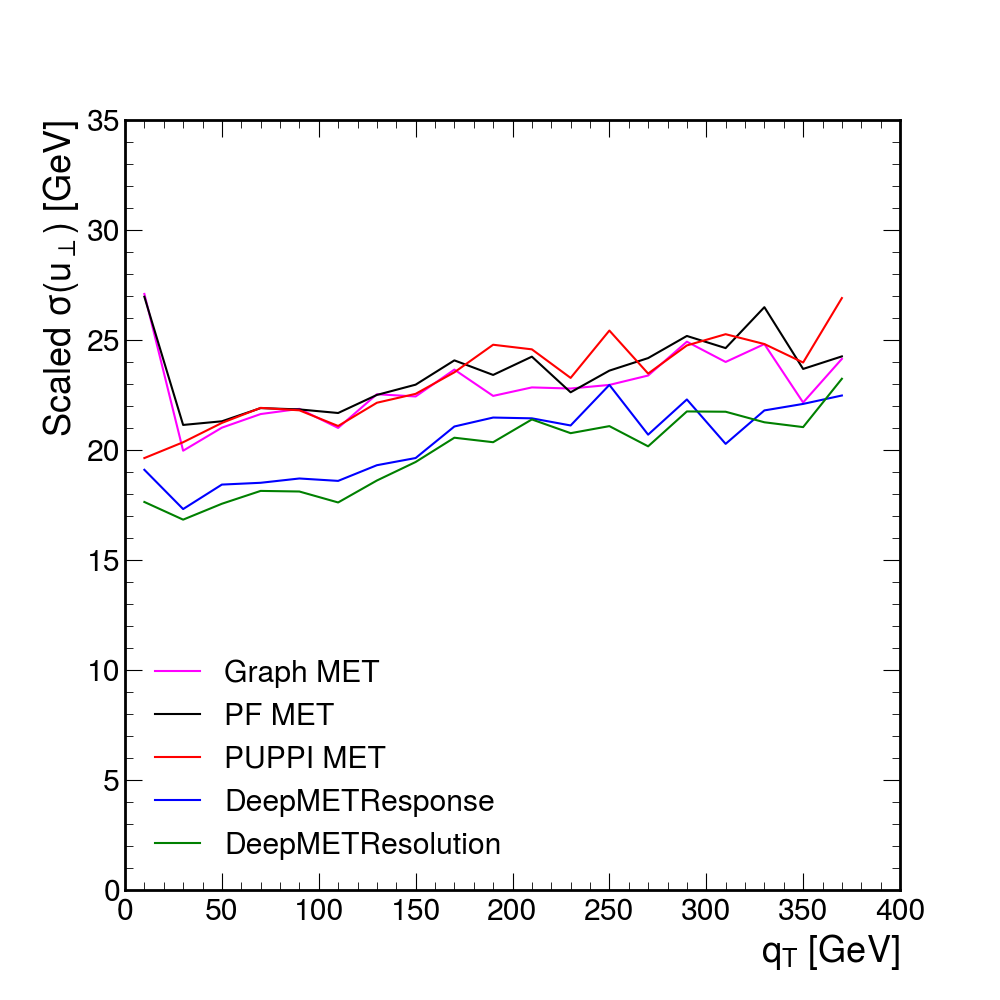 Scaled σ(u⊥) [GeV]
35
30
25
20
15
10
5
0
Graph MET
PF MET
PUPPI MET
DeepMETResponse
DeepMETResolution
0 50 100 150 200 250 300 350 400
qT [GeV]